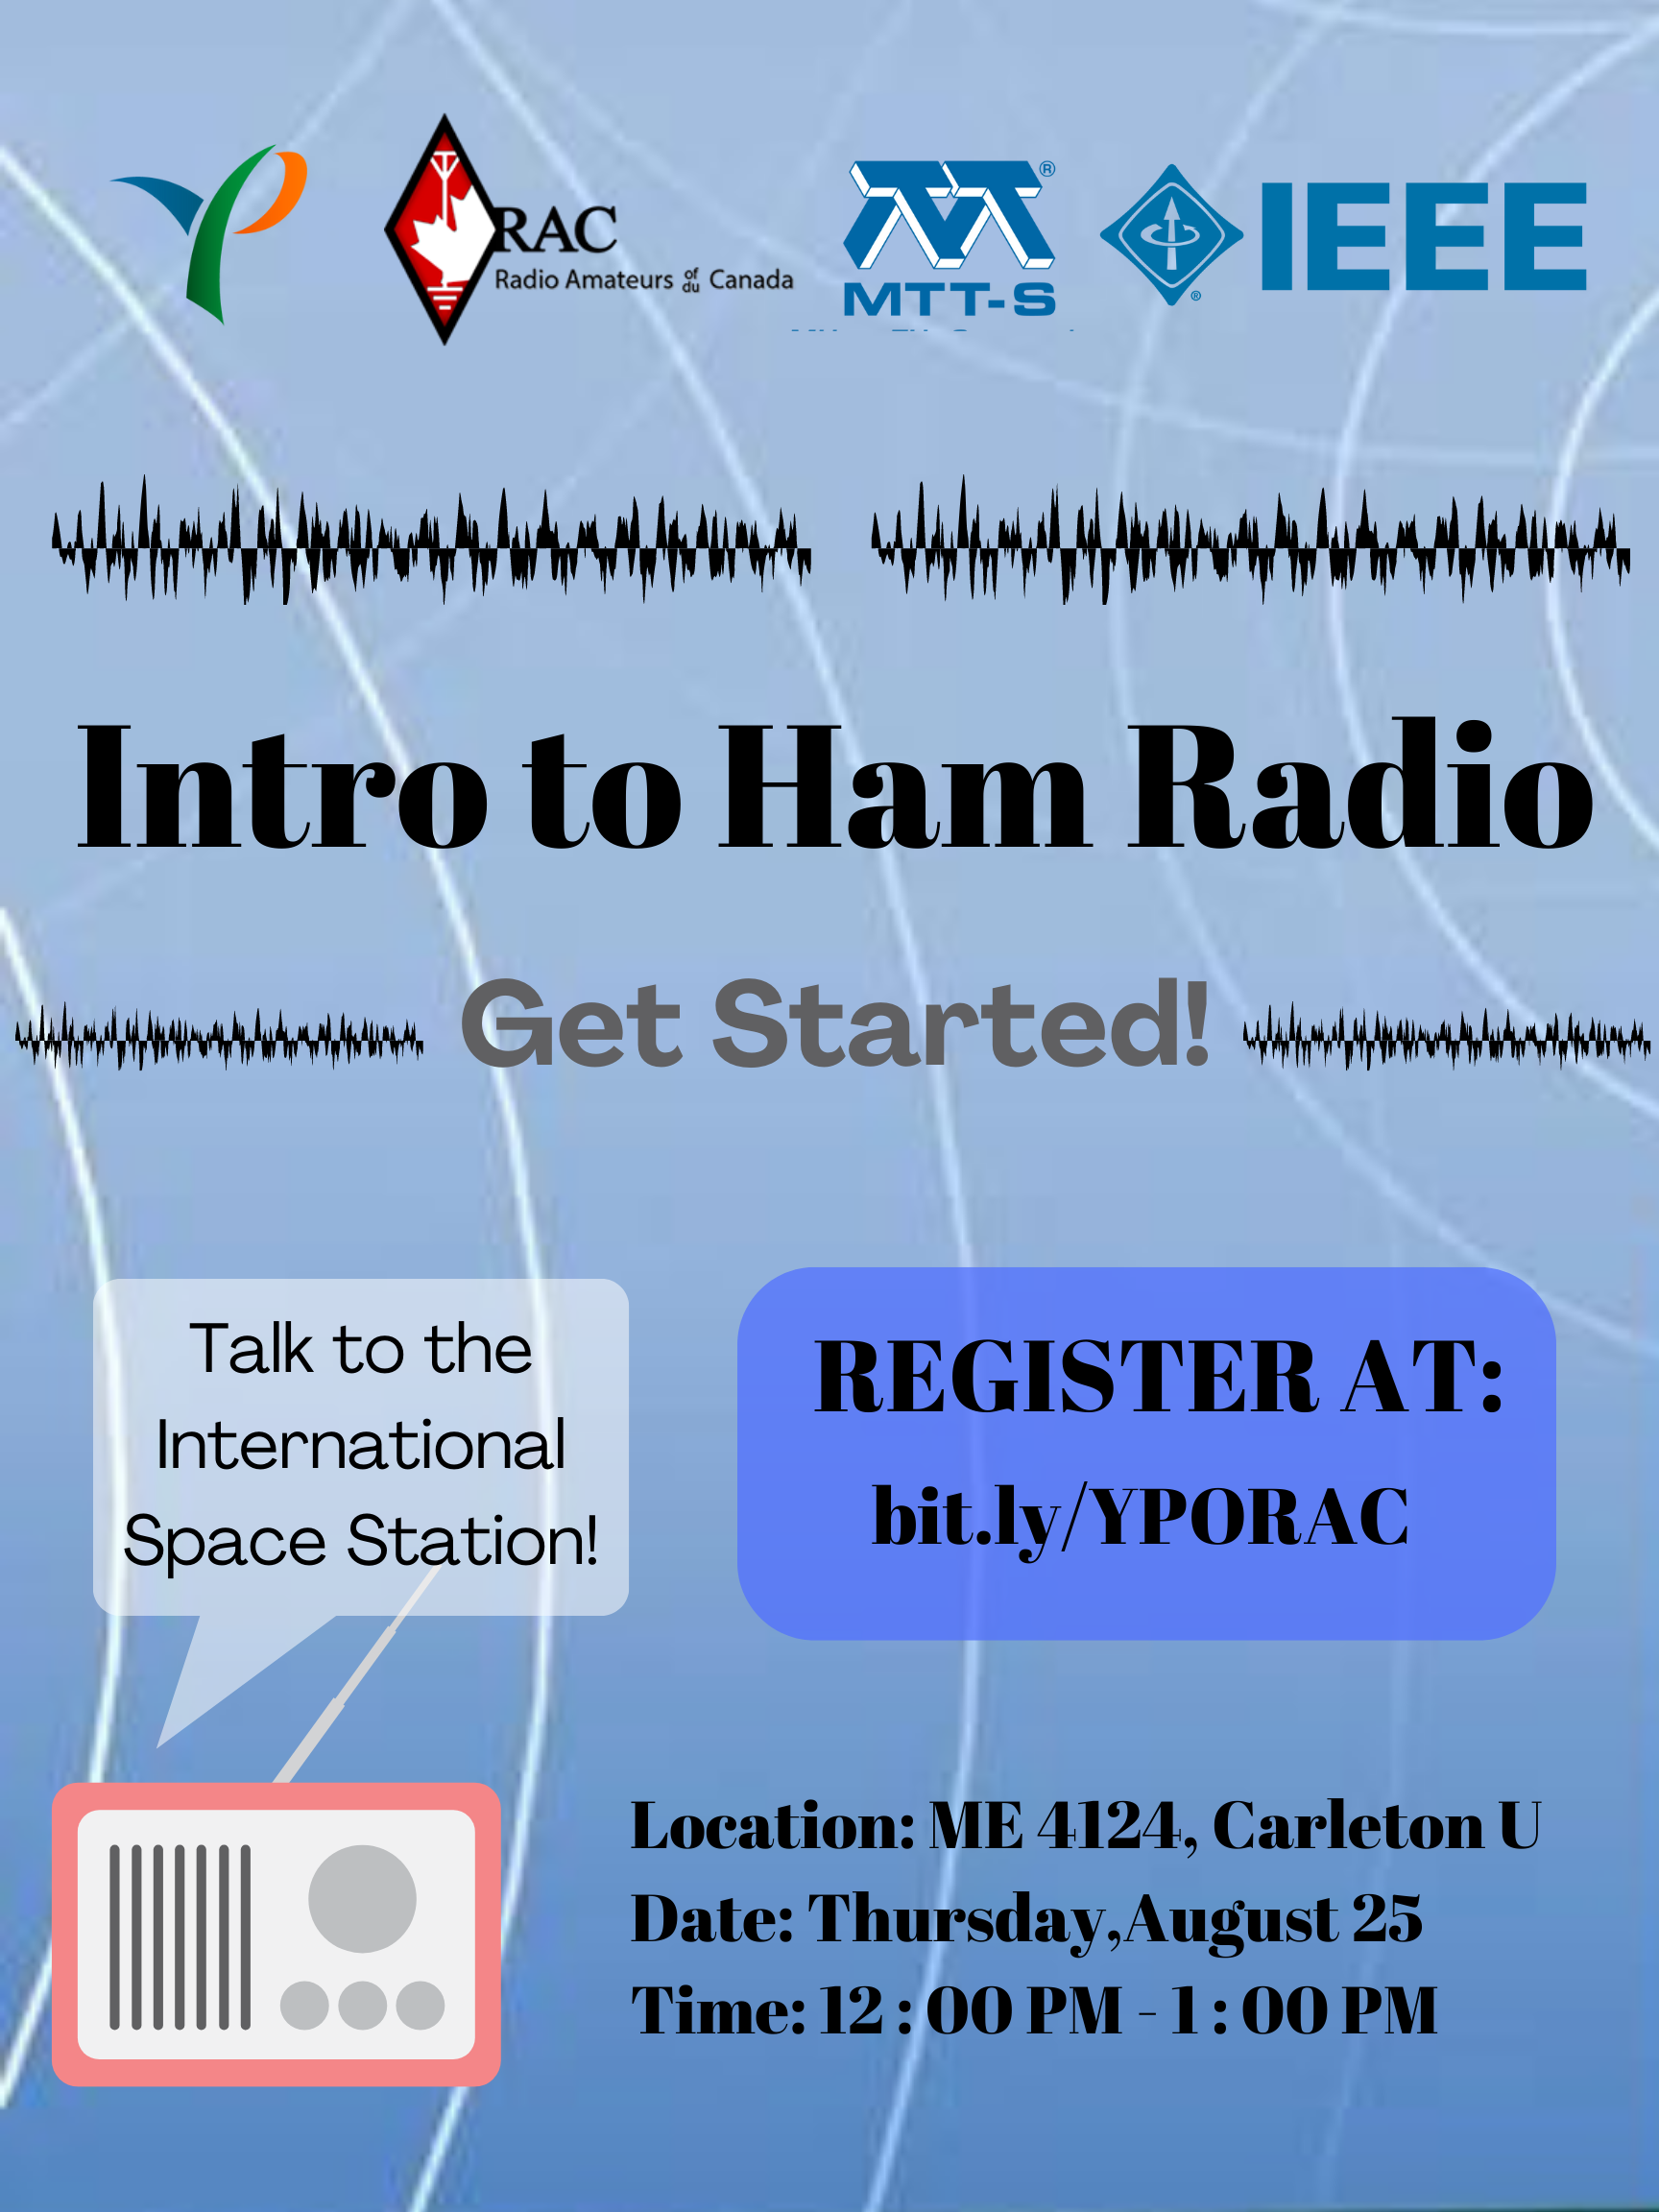 RAC
Radio Amateurs of du Canada
MTT-S
®
IEEE
®
Intro to Ham Radio
Get Started!
Talk to the
International
Space Station!
REGISTER AT:
bit.ly/YPORAC
Location: ME 4124, Carleton U
Date: Thursday,August 25
Time: 12 : 00 PM - 1 : 00 PM